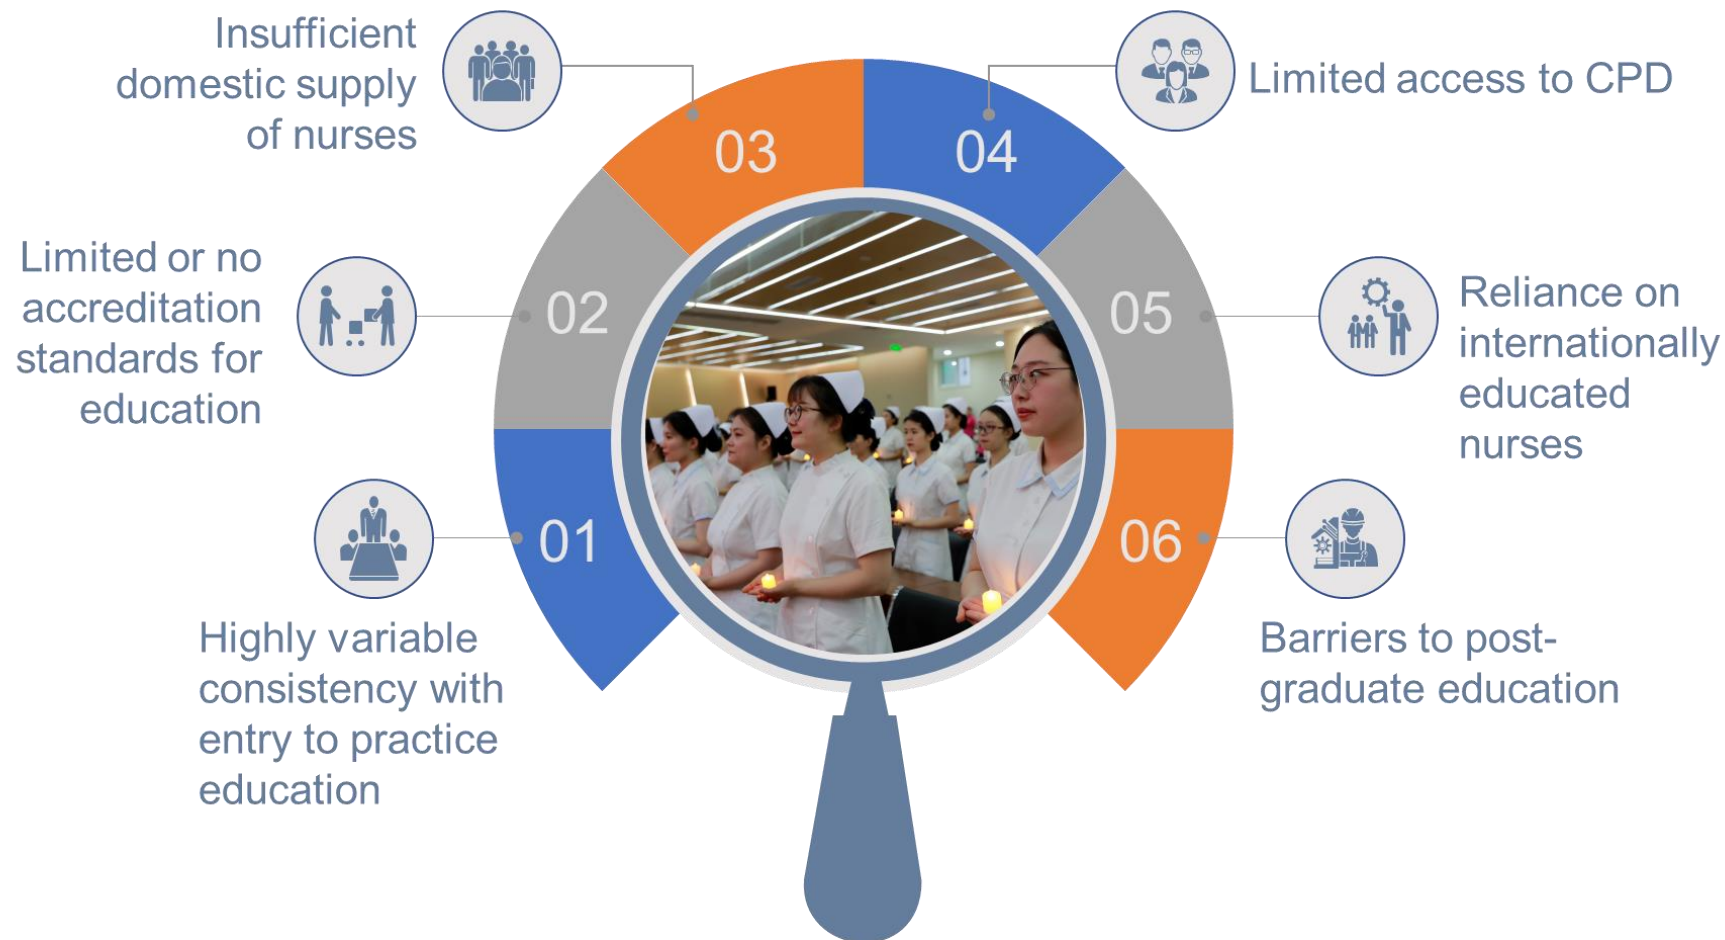 01
Highly variable
consistency with
entry to practice
education
02
Limited or no
accreditation
standards for
education
03
Insufficient
domestic supply
of nurses
04
Limited access to CPD
05
Reliance on
internationally
educated
nurses
06
Barriers to post-
graduate education